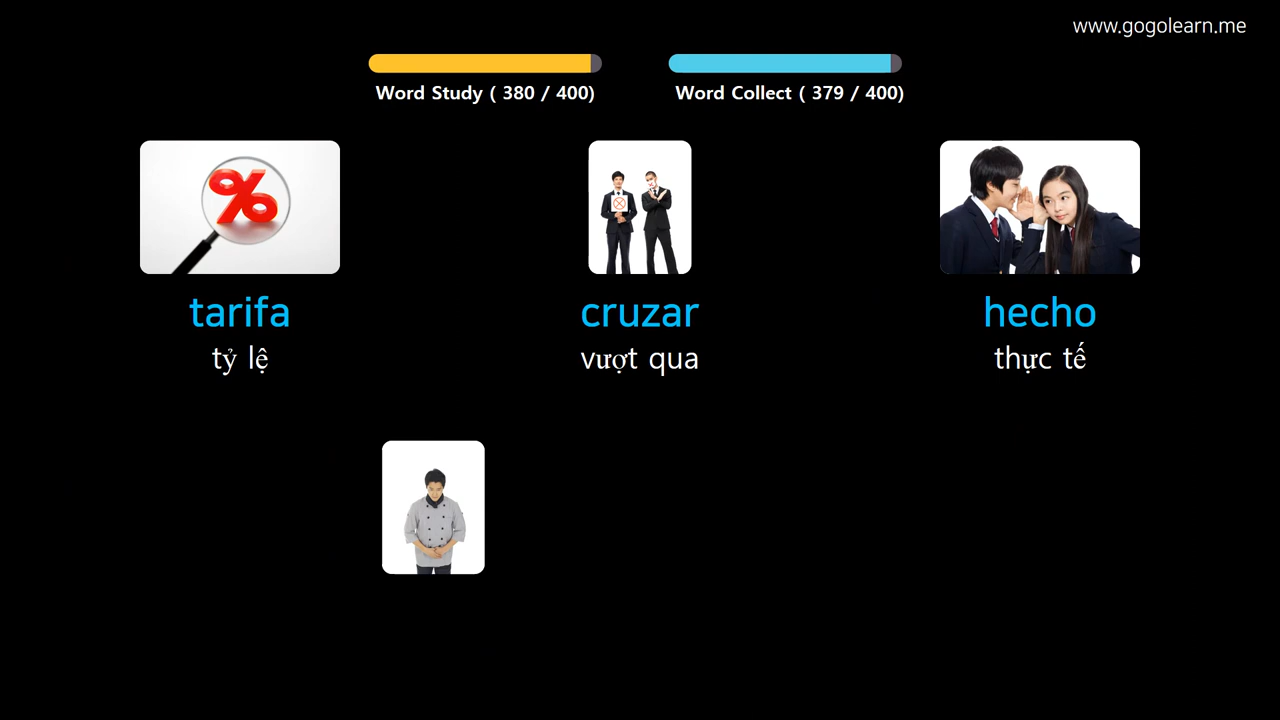 www.gogolearn.me
Word Study ( 380 / 400)
Word Collect ( 379 / 400)
%
tarifa
cruzar
hecho
tỷ lệ
vượt qua
thực tế